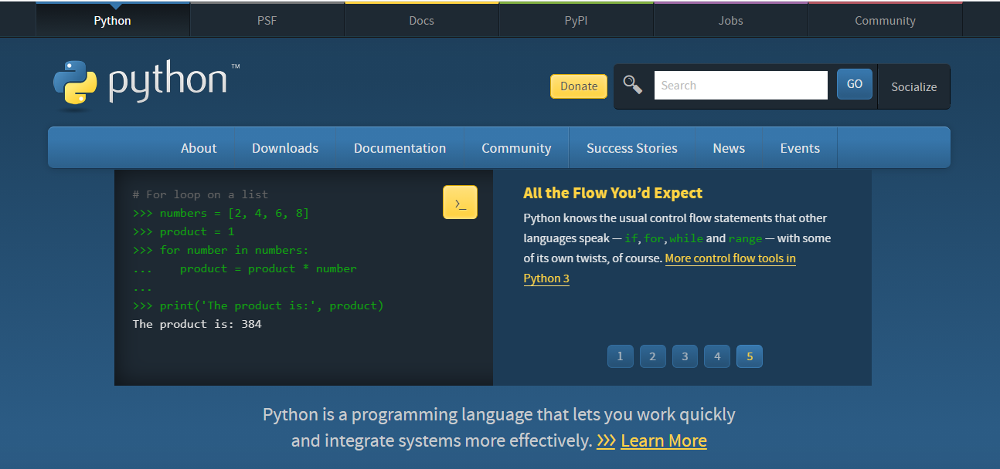 Python PSF Docs PyPI Jobs Community
python™
Donate Search GO Socialize
About Downloads Documentation Community Success Stories News Events
# For loop on a list
>>> numbers = [2, 4, 6, 8]
>>> product = 1
>>> for number in numbers:
...    product = product * number
...
>>> print('The product is:', product)
The product is: 384
>_
All the Flow You’d Expect
Python knows the usual control flow statements that other
languages speak — if, for, while and range — with some
of its own twists, of course. More control flow tools in
Python 3
1 2 3 4 5
Python is a programming language that lets you work quickly
and integrate systems more effectively. >>> Learn More